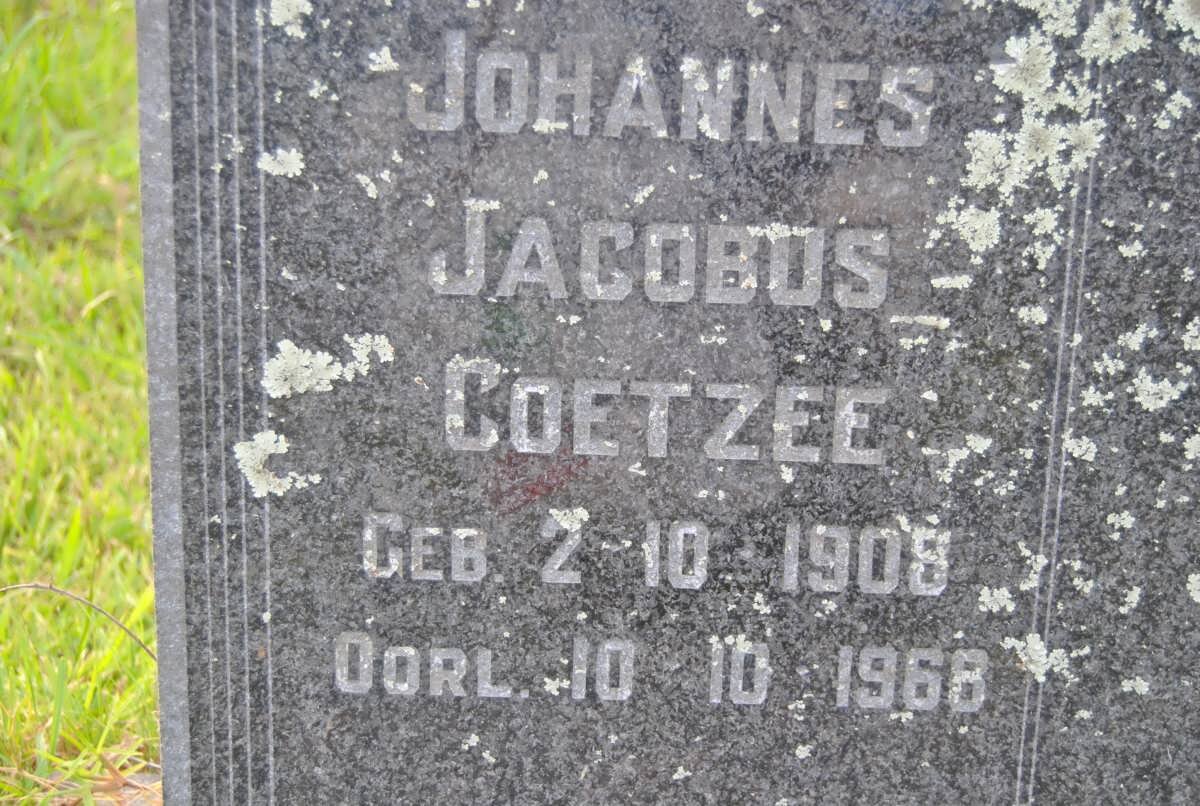 JOHANNES
JACOBUS
COETZEE
GEB. 2-10-1908
OORL. 10 10 1968